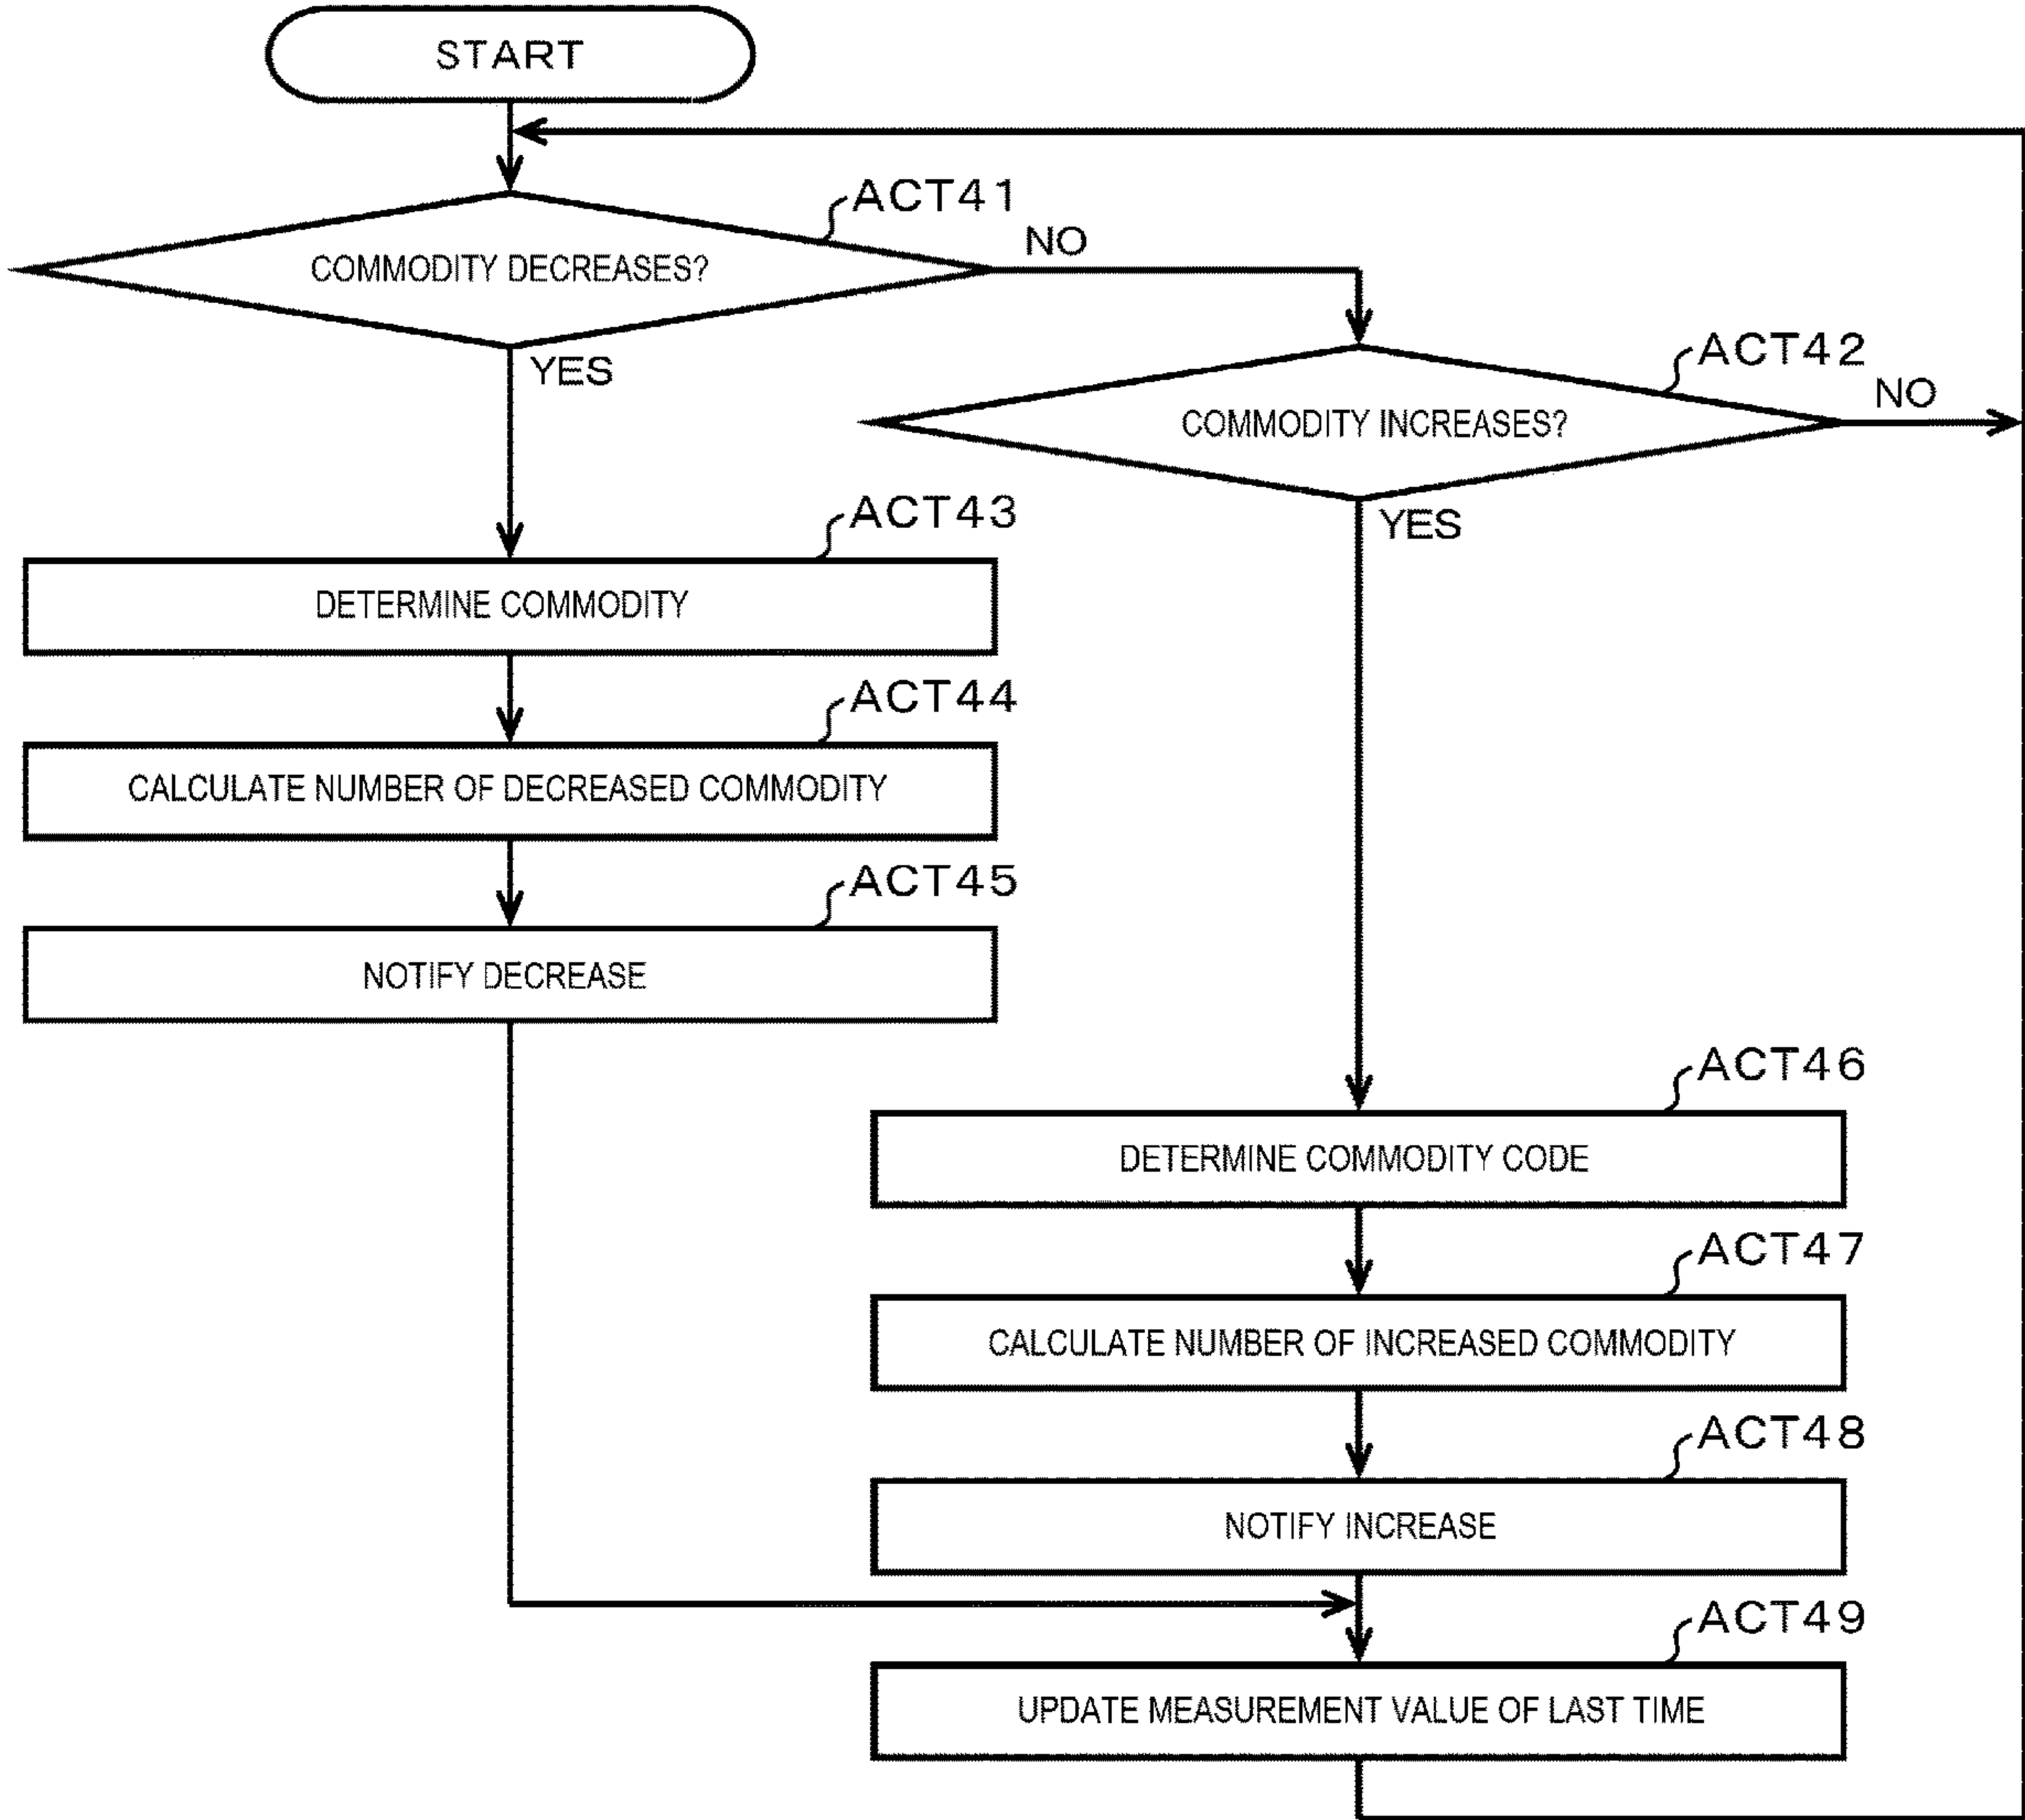 START
ACT41
COMMODITY DECREASES?
NO
YES
ACT42
COMMODITY INCREASES?
NO
YES
ACT43
DETERMINE COMMODITY
ACT44
CALCULATE NUMBER OF DECREASED COMMODITY
ACT45
NOTIFY DECREASE
ACT46
DETERMINE COMMODITY CODE
ACT47
CALCULATE NUMBER OF INCREASED COMMODITY
ACT48
NOTIFY INCREASE
ACT49
UPDATE MEASUREMENT VALUE OF LAST TIME